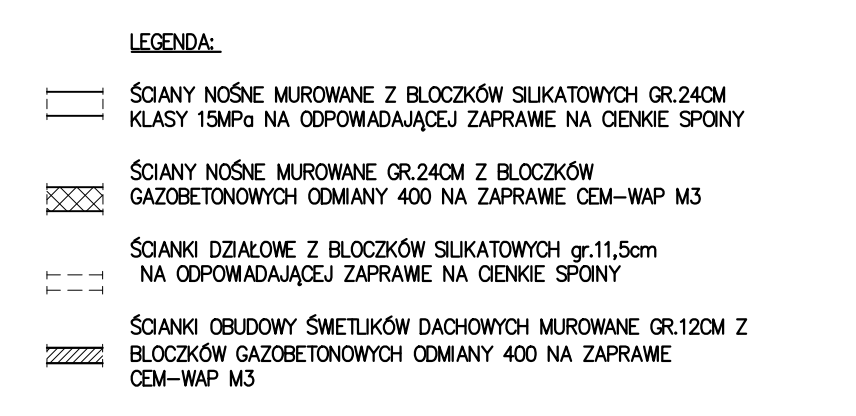 LEGENDA:
ŚCIANY NOŚNE MUROWANE Z BLOCZKÓW SILIKATOWYCH GR.24CM
KLASY 15MPa NA ODPOWIADAJĄCEJ ZAPRAWIE NA CIENKIE SPOINY
ŚCIANY NOŚNE MUROWANE GR.24CM Z BLOCZKÓW
GAZOBETONOWYCH ODMIANY 400 NA ZAPRAWIE CEM-WAP M3
ŚCIANKI DZIAŁOWE Z BLOCZKÓW SILIKATOWYCH gr.11,5cm
NA ODPOWIADAJĄCEJ ZAPRAWIE NA CIENKIE SPOINY
ŚCIANKI OBUDOWY ŚWIETLIKÓW DACHOWYCH MUROWANE GR.12CM Z
BLOCZKÓW GAZOBETONOWYCH ODMIANY 400 NA ZAPRAWIE
CEM-WAP M3